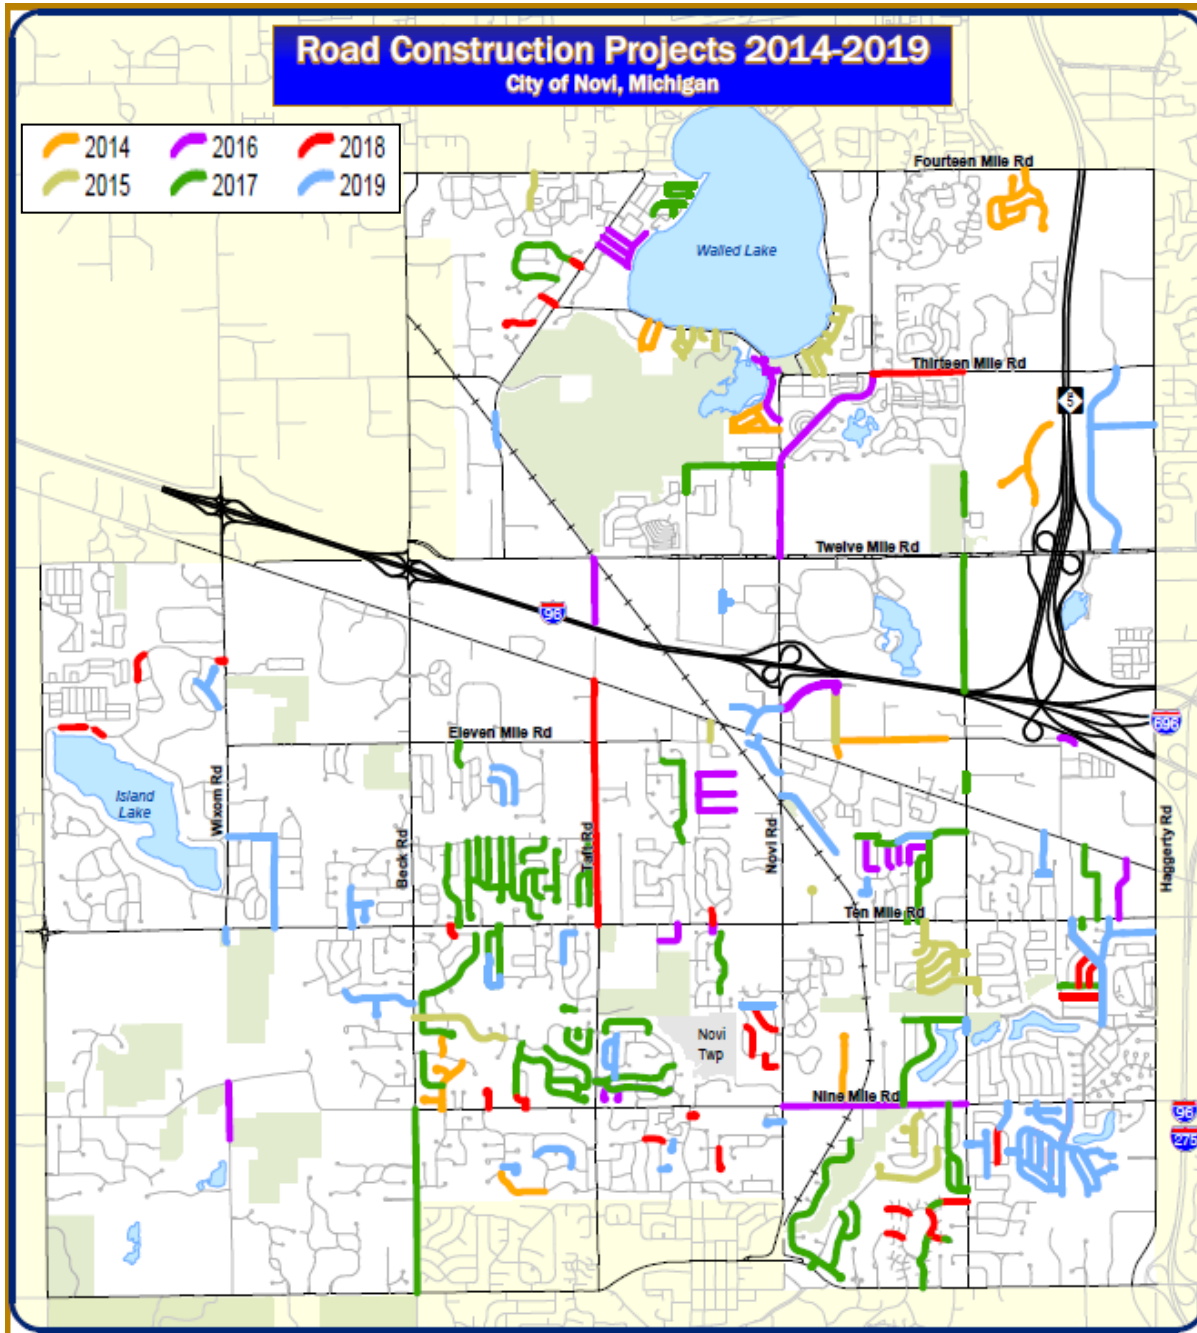 Road Construction Projects 2014-2019
City of Novi, Michigan
2014 2016 2018
2015 2017 2019
Fourteen Mile Rd
Walled Lake
Thirteen Mile Rd
5
Twelve Mile Rd
96
696
Eleven Mile Rd
Island
Lake
Wixom Rd
Beck Rd
Taft Rd
Novi Rd
Haggerty Rd
Ten Mile Rd
Novi
Twp
Nine Mile Rd
96
275